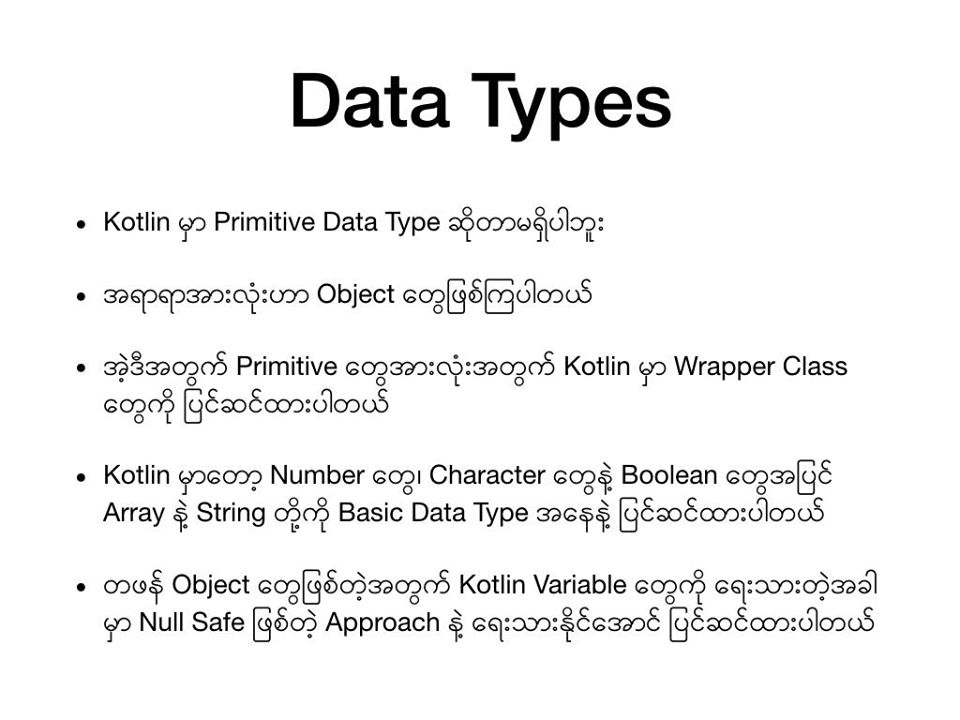 Data Types
• Kotlin မှာ Primitive Data Type ဆိုတာမရှိပါဘူး
• အရာရာအားလုံးဟာ Object တွေဖြစ်ကြပါတယ်
• အဲ့ဒီအတွက် Primitive တွေအားလုံးအတွက် Kotlin မှာ Wrapper Class
တွေကို ပြင်ဆင်ထားပါတယ်
• Kotlin မှာတော့ Number တွေ၊ Character တွေနဲ့ Boolean တွေအပြင်
Array နဲ့ String တို့ကို Basic Data Type အနေနဲ့ ပြင်ဆင်ထားပါတယ်
• တဖန် Object တွေဖြစ်တဲ့အတွက် Kotlin Variable တွေကို ရေးသားတဲ့အခါ
မှာ Null Safe ဖြစ်တဲ့ Approach နဲ့ ရေးသားနိုင်အောင် ပြင်ဆင်ထားပါတယ်